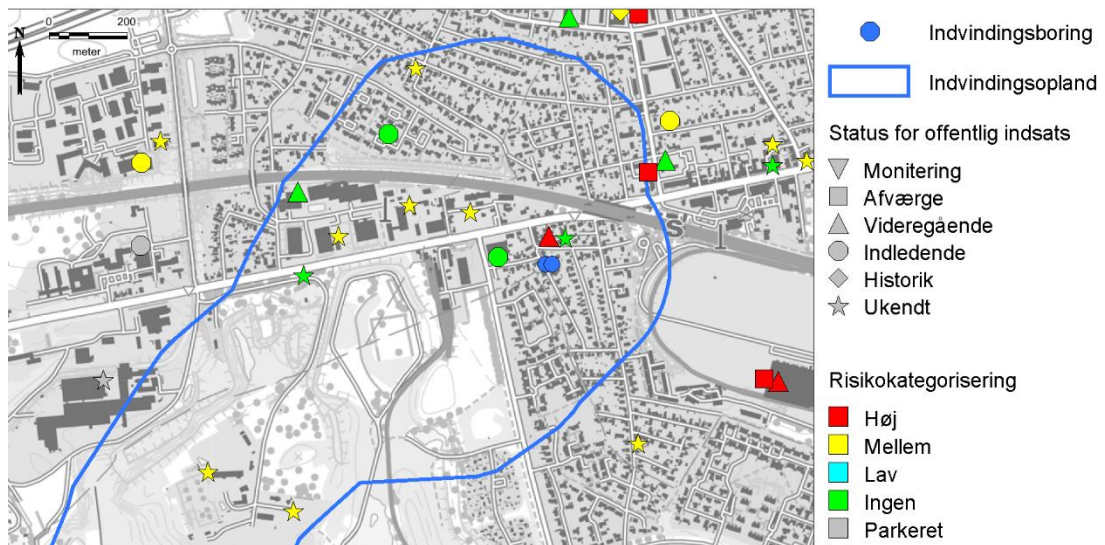 0 200
meter
N
S
Indvindingsboring
Indvindingsopland
Status for offentlig indsats
Monitering
Afværge
Videregående
Indledende
Historik
Ukendt
Risikokategorisering
Høj
Mellem
Lav
Ingen
Parkeret